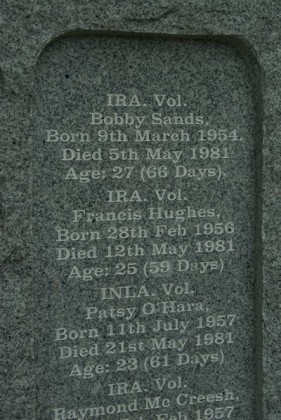 IRA. Vol.
Bobby Sands,
Born 9th March 1954.
Died 5th May 1981
Age: 27 (66 Days).
IRA. Vol.
Francis Hughes,
Born 28th Feb 1956
Died 12th May 1981
Age: 25 (59 Days)
INLA. Vol.
Patsy O'Hara,
Born 11th July 1957
Died 21st May 1981
Age: 23 (61 Days)
IRA. Vol.
Raymond Mc Creesh,
Feb 1957